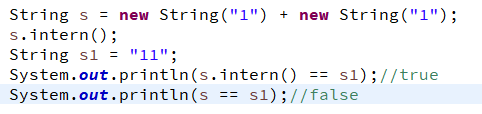 String s = new String("1") + new String("1");
s.intern();
String s1 = "11";
System.out.println(s.intern() == s1);//true
System.out.println(s == s1);//false